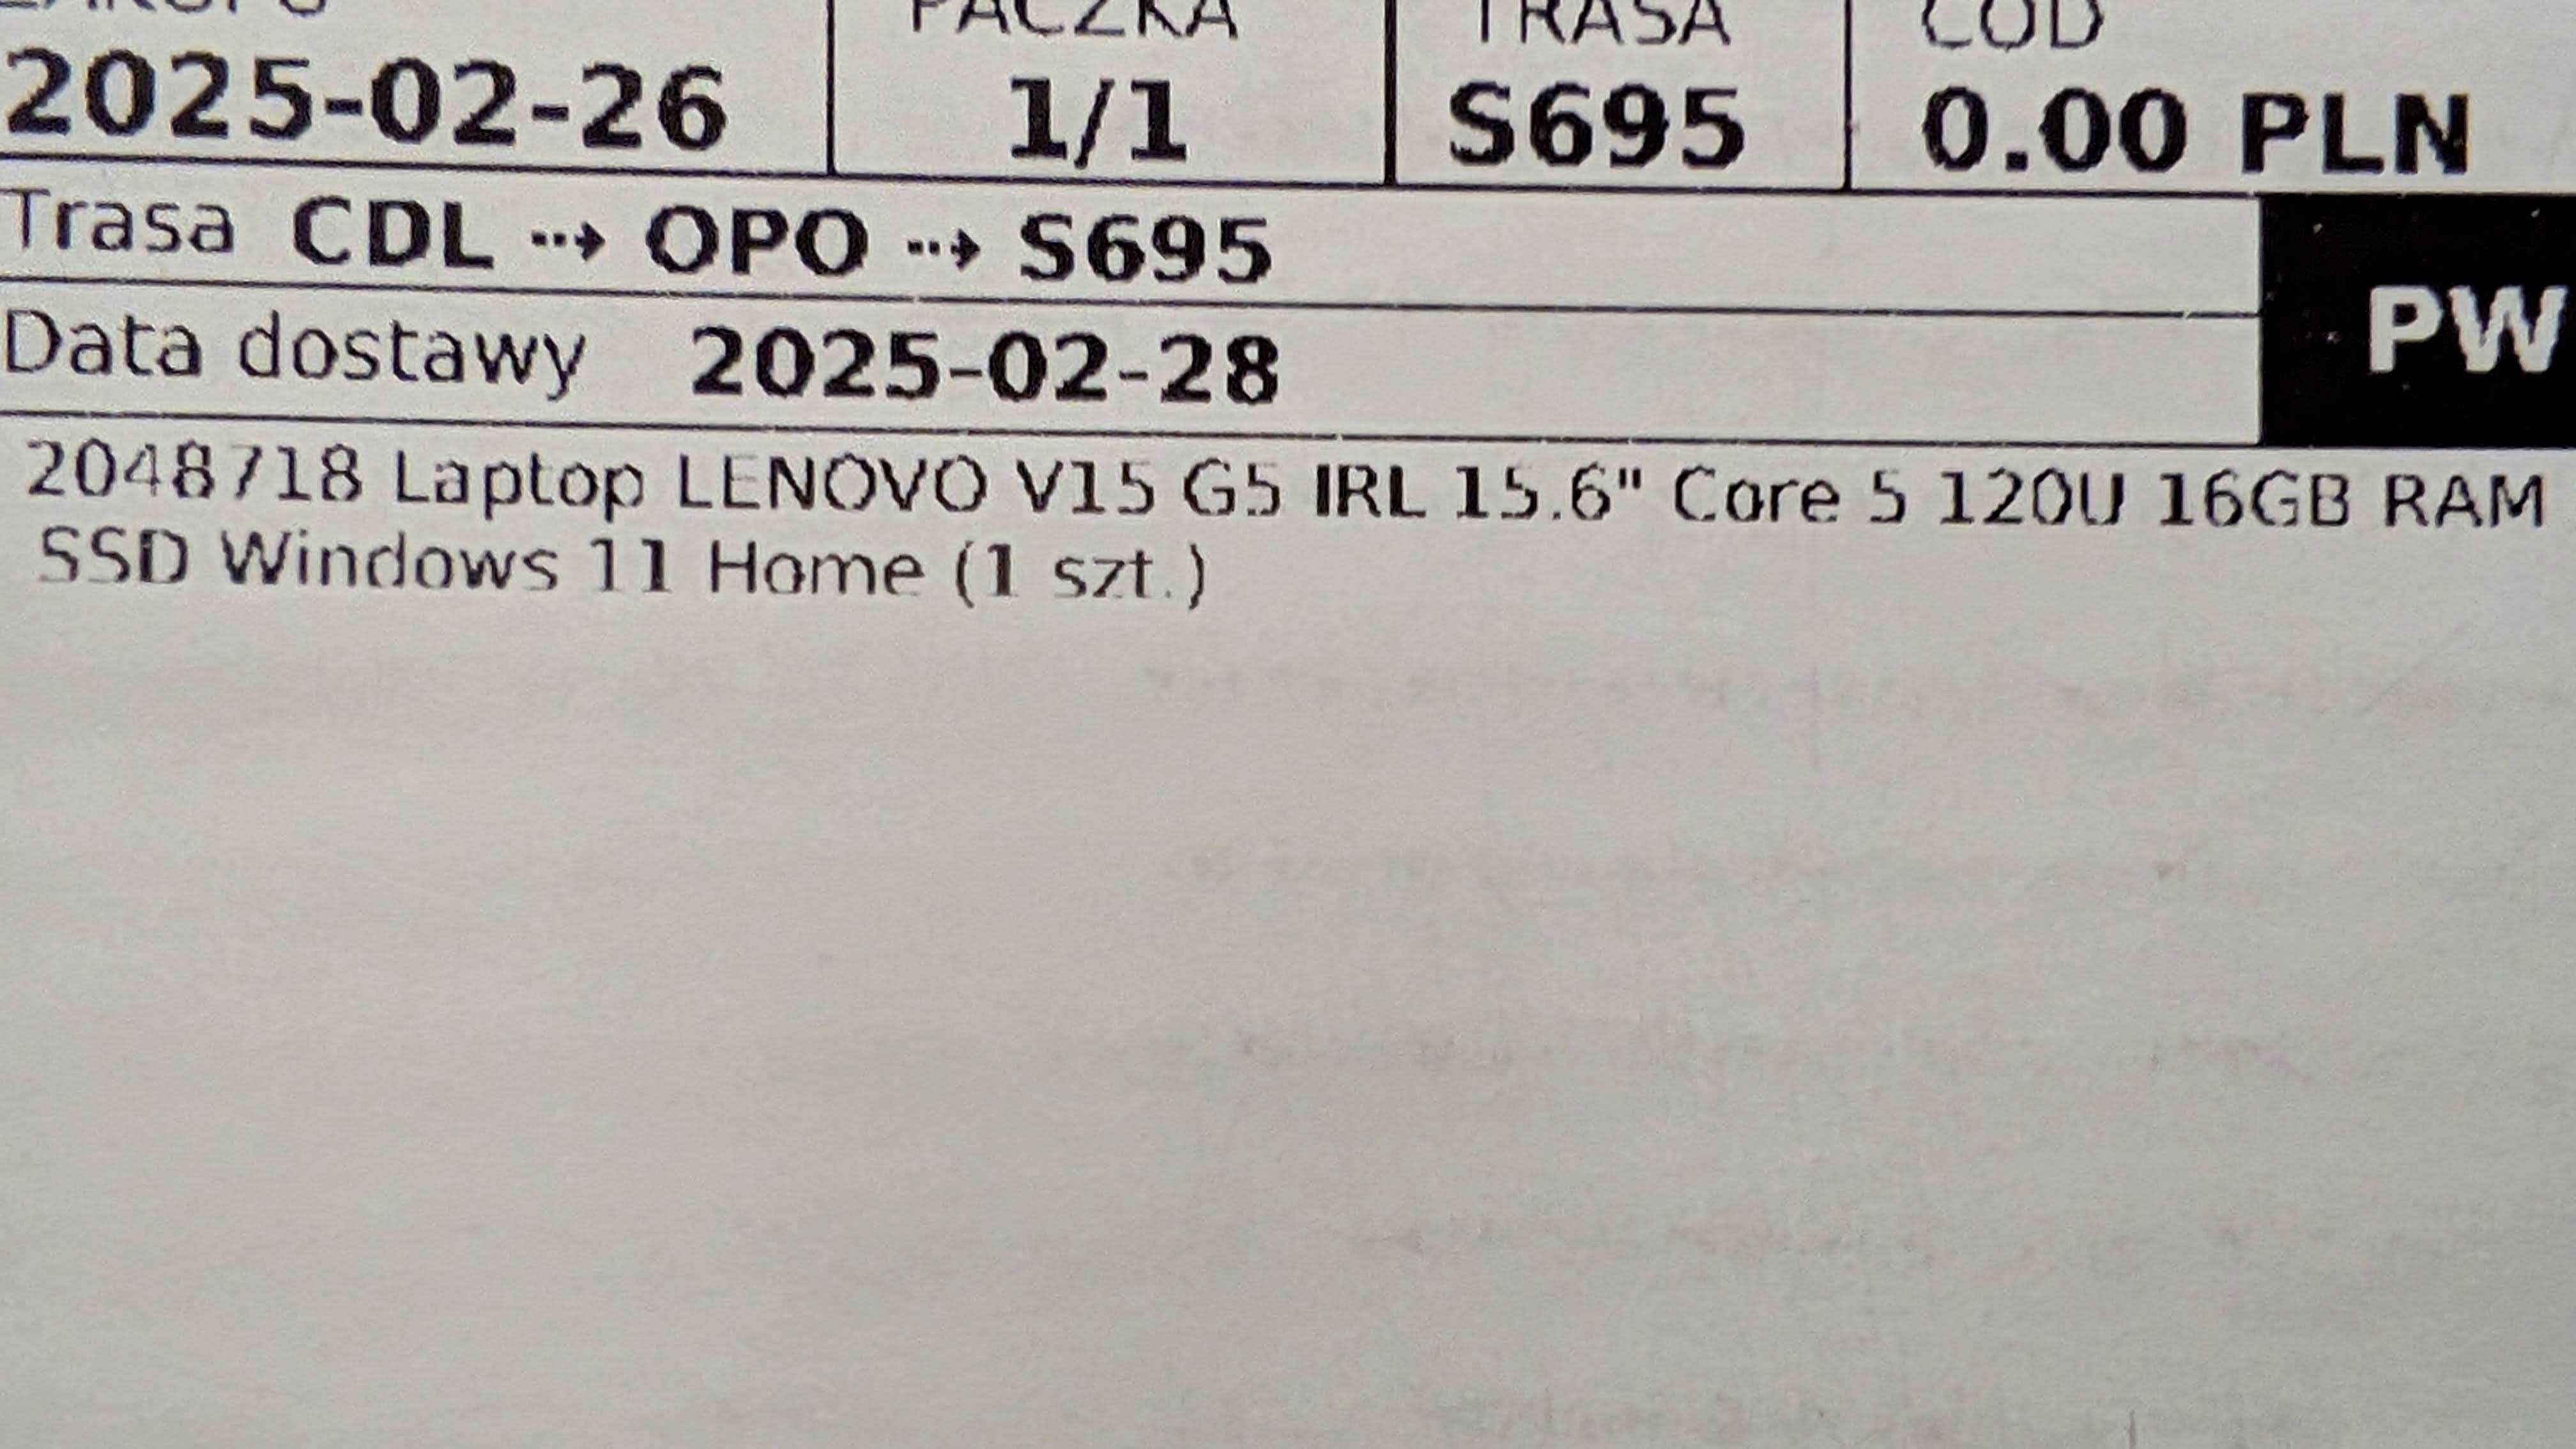 ZAKUPU PACZKA TRASA COD
2025-02-26 1/1 S695 0.00 PLN
Trasa CDL ⇢ OPO ⇢ S695
PW
Data dostawy 2025-02-28
2048718 Laptop LENOVO V15 G5 IRL 15.6" Core 5 120U 16GB RAM
SSD Windows 11 Home (1 szt.)